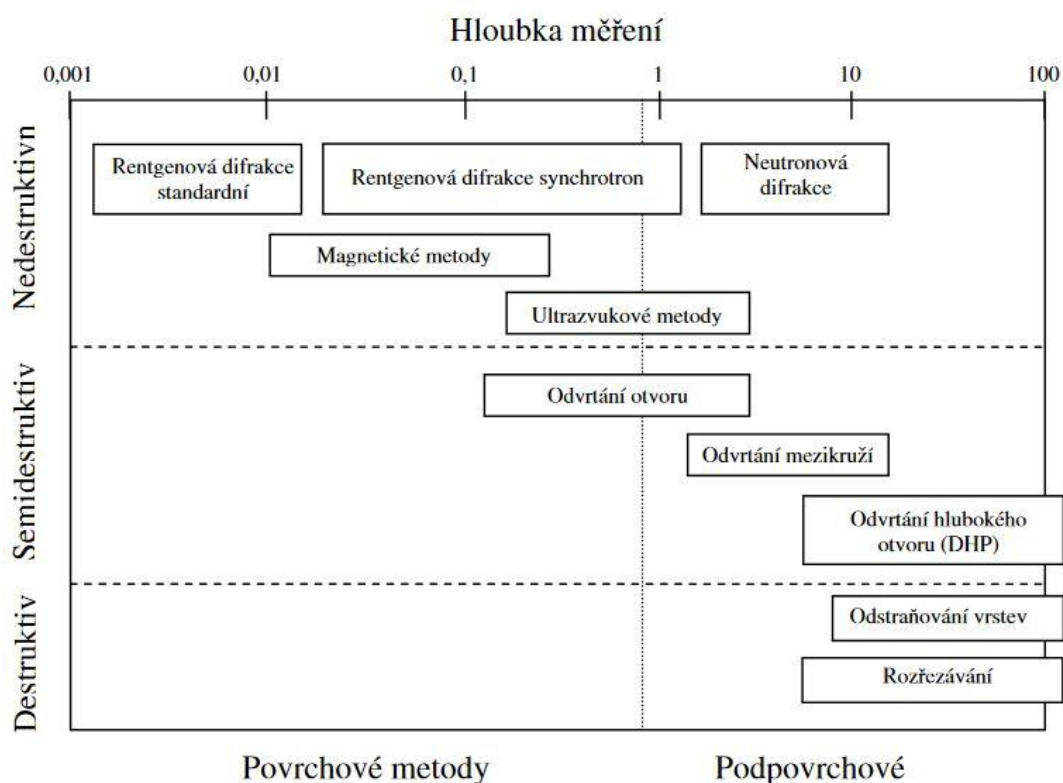 Hloubka měření
0,001 0,01 0,1 1 10 100
Nedestruktivn
Rentgenová difrakce
standardní
Rentgenová difrakce synchrotron
Neutronová
difrakce
Magnetické metody
Ultrazvukové metody
Semidestruktiv
Odvrtání otvoru
Odvrtání mezikruží
Odvrtání hlubokého
otvoru (DHP)
Destruktiv
Odstraňování vrstev
Rozřezávání
Povrchové metody
Podpovrchové